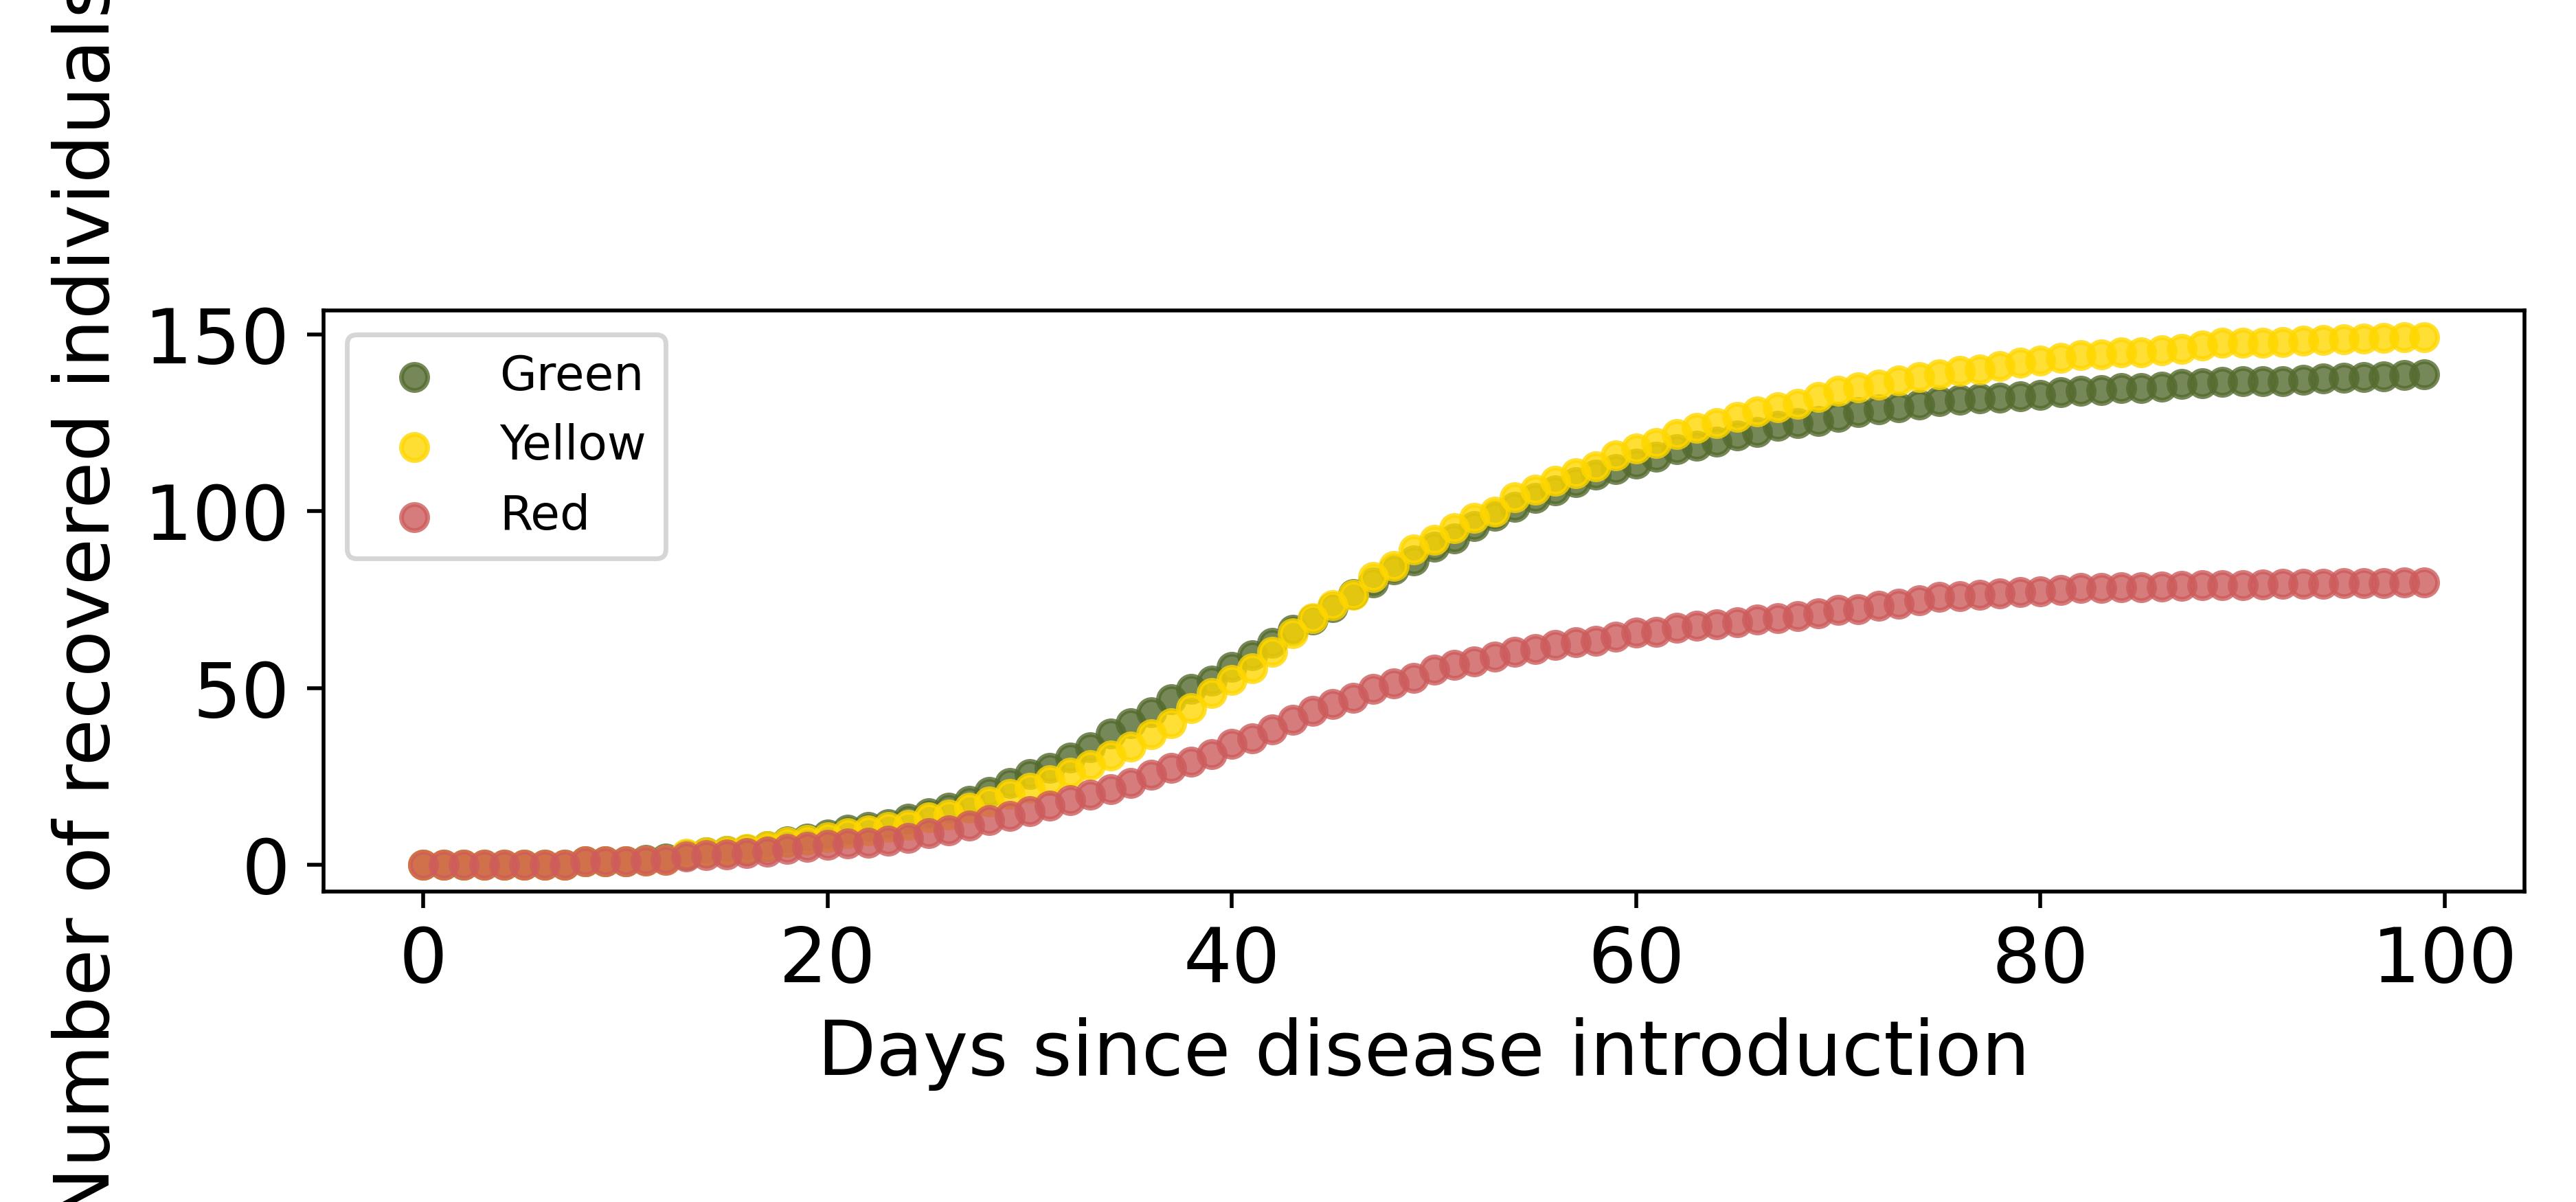 Number of recovered individuals
150
100
50
0
Green
Yellow
Red
0 20 40 60 80 100
Days since disease introduction